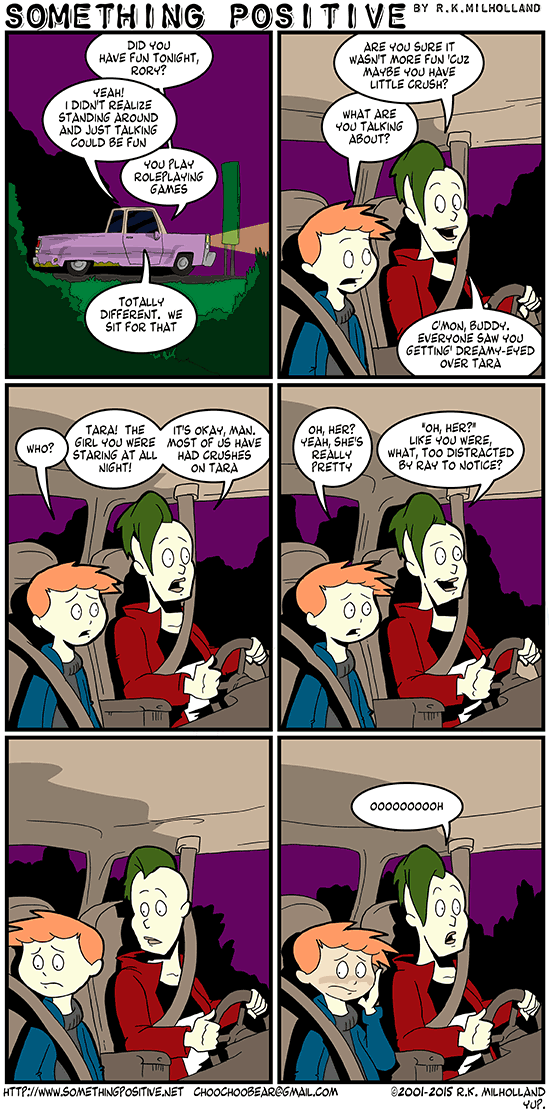 SOMETHING POSITIVE BY R.K.MILHOLLAND
DID YOU
HAVE FUN TONIGHT,
RORY?
YEAH!
I DIDN'T REALIZE
STANDING AROUND
AND JUST TALKING
COULD BE FUN
YOU PLAY
ROLEPLAYING
GAMES
TOTALLY
DIFFERENT. WE
SIT FOR THAT
ARE YOU SURE IT
WASN'T MORE FUN 'CUZ
MAYBE YOU HAVE
LITTLE CRUSH?
WHAT ARE
YOU TALKING
ABOUT?
C'MON, BUDDY.
EVERYONE SAW YOU
GETTING' DREAMY-EYED
OVER TARA
WHO?
TARA! THE
GIRL YOU WERE
STARING AT ALL
NIGHT!
IT'S OKAY, MAN.
MOST OF US HAVE
HAD CRUSHES
ON TARA
OH, HER?
YEAH, SHE'S
REALLY
PRETTY
"OH, HER?"
LIKE YOU WERE,
WHAT, TOO DISTRACTED
BY RAY TO NOTICE?
OOOOOOOOOOH
HTTP://WWW.SOMETHINGPOSITIVE.NET CHOOCHOOBEAR@GMAIL.COM ©2001-2015 R.K. MILHOLLAND
YUP.